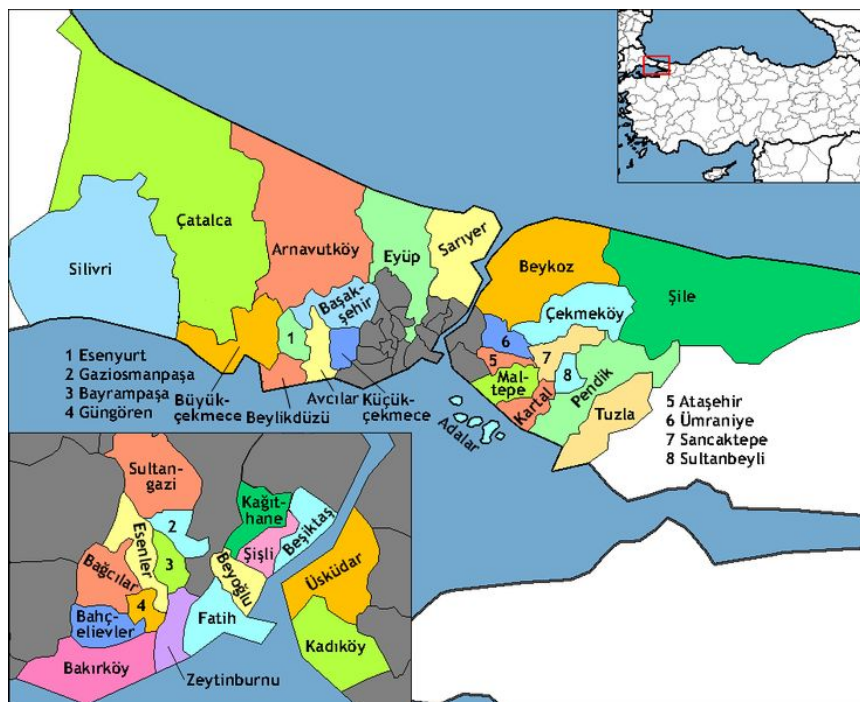 Silivri
Çatalca
Arnavutköy
Eyüp
Sarıyer
Başak-
şehir
1
Beykoz
Şile
Çekmeköy
6
5
7
8
Mal-
tepe
Kartal
Pendik
Tuzla
Adalar
1 Esenyurt
2 Gaziosmanpaşa
3 Bayrampaşa
4 Güngören
Büyük-
çekmece
Beylikdüzü
Avcılar
Küçük-
çekmece
5 Ataşehir
6 Ümraniye
7 Sancaktepe
8 Sultanbeyli
Sultan-
gazi
2
Esenler
3
Bağcılar
4
Bahç-
elievler
Bakırköy
Zeytinburnu
Fatih
Beyoğlu
Kağıt-
hane
Şişli
Beşiktaş
Üsküdar
Kadıköy